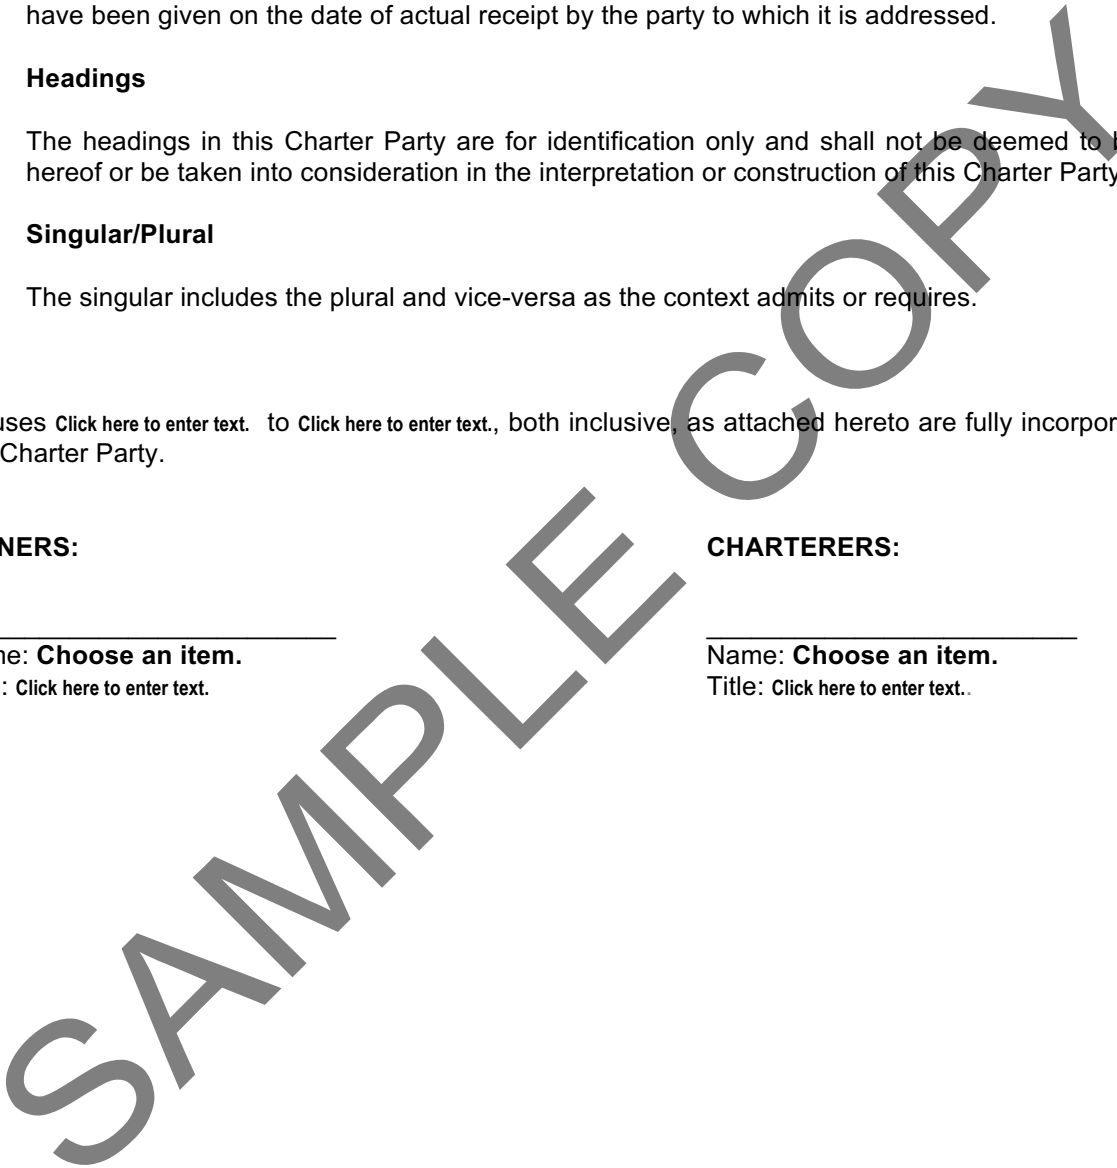 have been given on the date of actual receipt by the party to which it is addressed.
Headings
The headings in this Charter Party are for identification only and shall not be deemed to
hereof or be taken into consideration in the interpretation or construction of this Charter Party
Singular/Plural
The singular includes the plural and vice-versa as the context admits or requires.
uses Click here to enter text. to Click here to enter text., both inclusive, as attached hereto are fully incorpor
Charter Party.
NERS: CHARTERERS:
me: Choose an item. Name: Choose an item.
: Click here to enter text. Title: Click here to enter text..
SAMPLE COPY